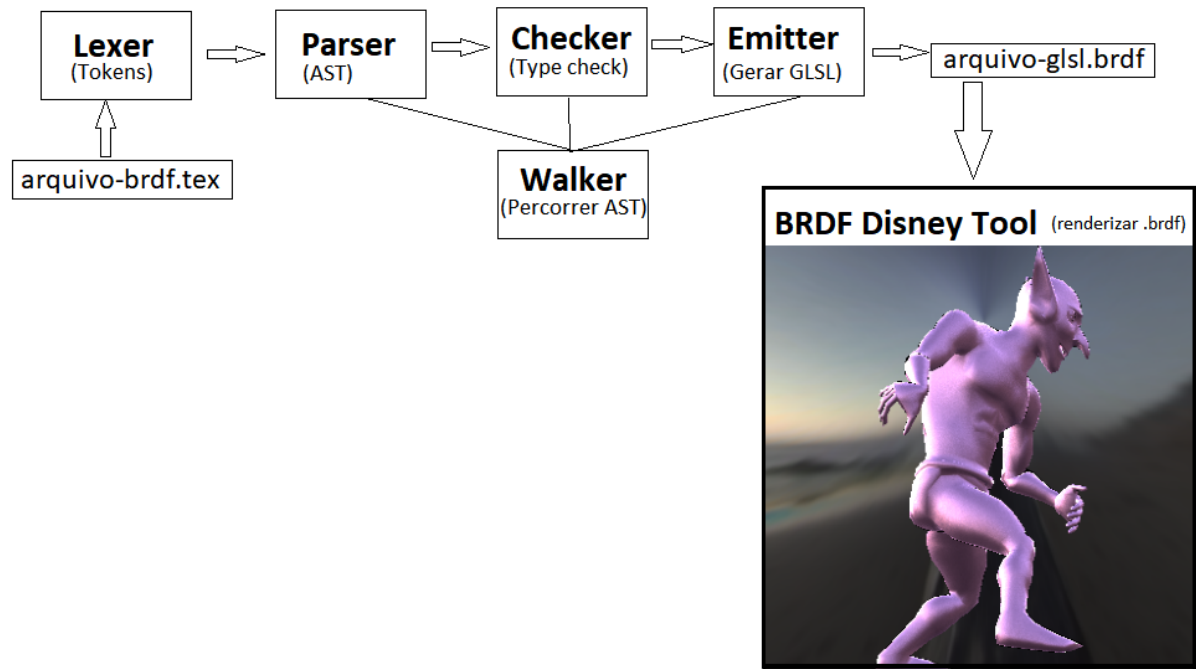 Lexer
(Tokens)
Parser
(AST)
Checker
(Type check)
Emitter
(Gerar GLSL)
arquivo-glsl.brdf
arquivo-brdf.tex
Walker
(Percorrer AST)
BRDF Disney Tool (renderizar .brdf)